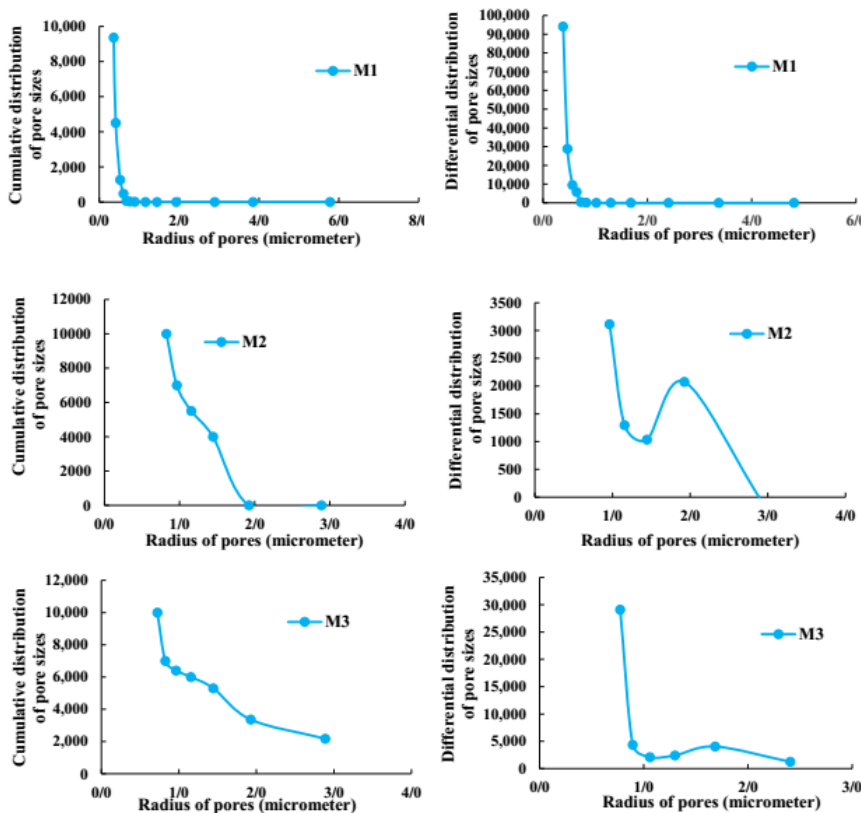 Cumulative distribution
of pore sizes
10,000
8,000
6,000
4,000
2,000
0
0/0 2/0 4/0 6/0 8/0
Radius of pores (micrometer)
M1
Differential distribution
of pore sizes
100,000
90,000
80,000
70,000
60,000
50,000
40,000
30,000
20,000
10,000
0
0/0 2/0 4/0
Radius of pores (micrometer)
M1
Cumulative distribution
of pore sizes
12000
10000
8000
6000
4000
2000
0
0/0 1/0 2/0 3/0 4/0
Radius of pores (micrometer)
M2
Differential distribution
of pore sizes
3500
3000
2500
2000
1500
1000
500
0/0 1/0 2/0 3/0 4/0
Radius of pores (micrometer)
M2
Cumulative distribution
of pore sizes
12,000
10,000
8,000
6,000
4,000
2,000
0
0/0 1/0 2/0 3/0 4/0
Radius of pores (micrometer)
M3
Differential distribution
of pore sizes
35,000
30,000
25,000
20,000
15,000
10,000
5,000
0
0/0 1/0 2/0
Radius of pores (micrometer)
M3